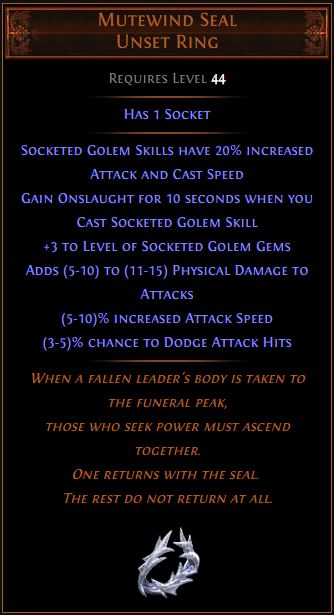 Mutewind Seal
Unset Ring
Requires Level 44
Has 1 Socket
Socketed Golem Skills have 20% increased
Attack and Cast Speed
Gain Onslaught for 10 seconds when you
Cast Socketed Golem Skill
+3 to Level of Socketed Golem Gems
Adds (5-10) to (11-15) Physical Damage to
Attacks
(5-10)% increased Attack Speed
(3-5)% chance to Dodge Attack Hits
When a fallen leader's body is taken to
the funeral peak,
those who seek power must ascend
together.
One returns with the seal.
The rest do not return at all.